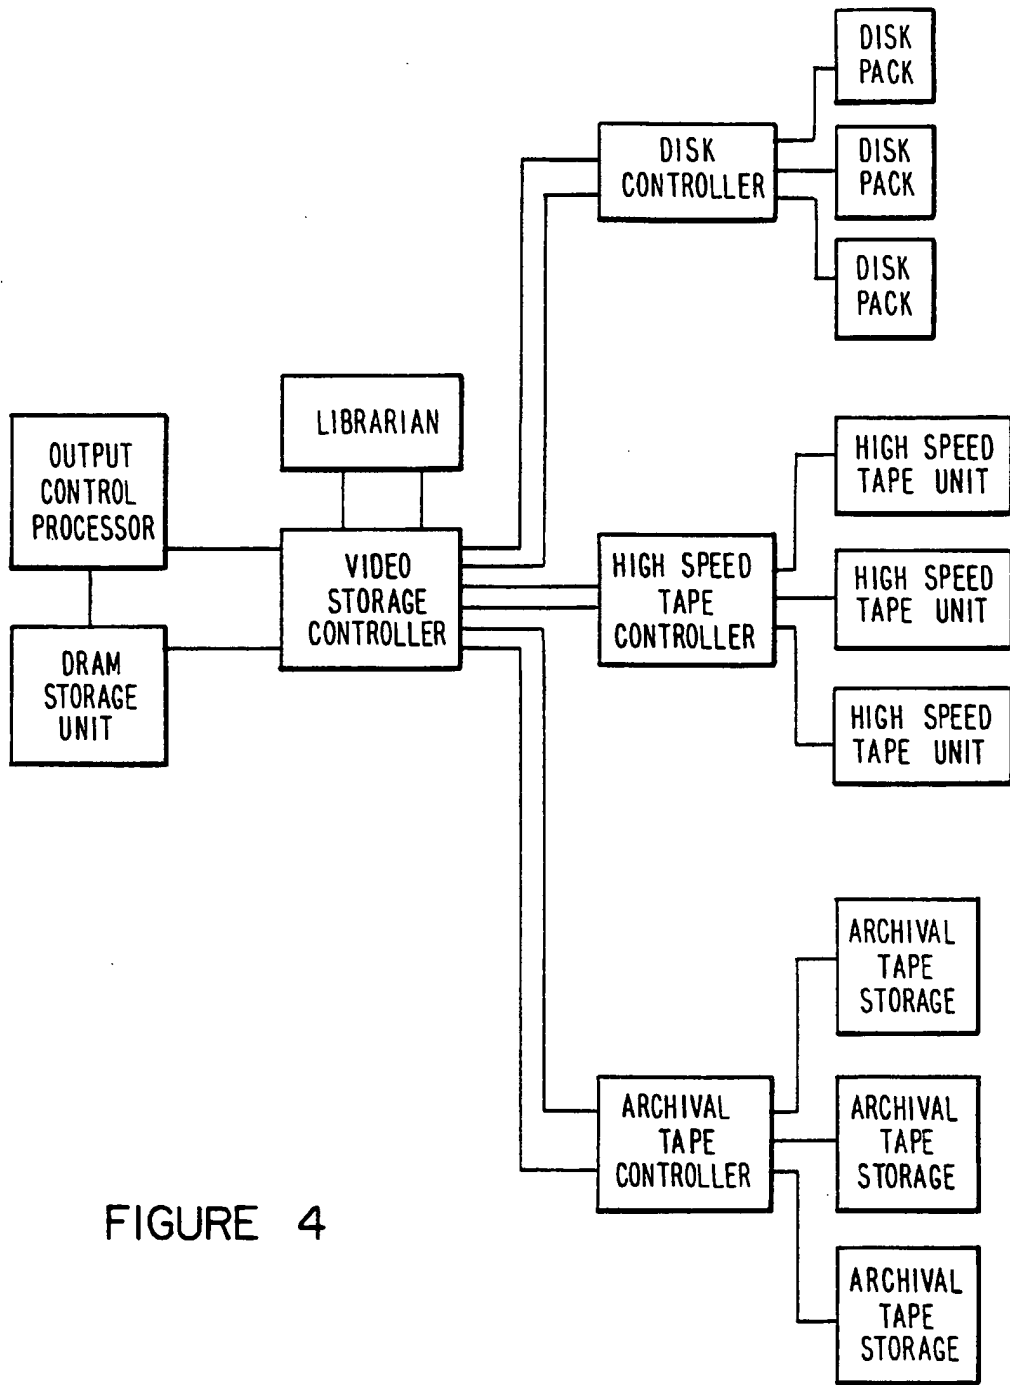 DISK
PACK
DISK
CONTROLLER
DISK
PACK
DISK
PACK
LIBRARIAN
OUTPUT
CONTROL
PROCESSOR
VIDEO
STORAGE
CONTROLLER
DRAM
STORAGE
UNIT
HIGH SPEED
TAPE
CONTROLLER
HIGH SPEED
TAPE UNIT
HIGH SPEED
TAPE UNIT
HIGH SPEED
TAPE UNIT
ARCHIVAL
TAPE
CONTROLLER
ARCHIVAL
TAPE
STORAGE
ARCHIVAL
TAPE
STORAGE
ARCHIVAL
TAPE
STORAGE
FIGURE 4